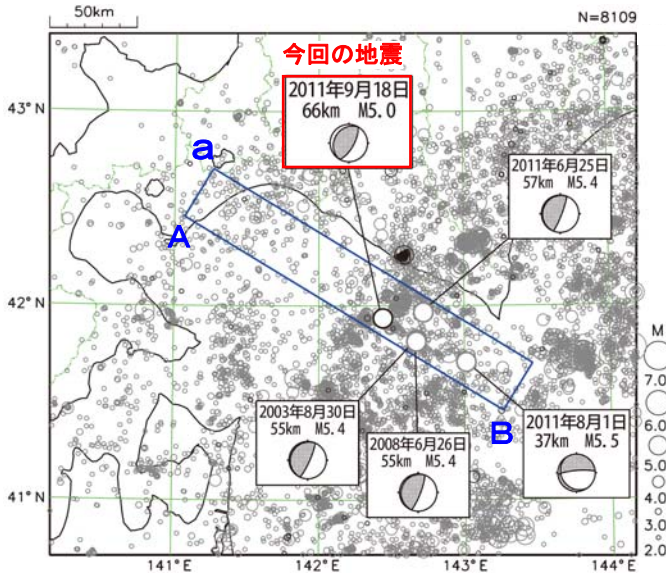 50km
N=8109
今回の地震
2011年9月18日
66km M5.0
43°N
a
2011年6月25日
57km M5.4
A
42°N
M
7.0
6.0
5.0
4.0
3.0
2.0
2003年8月30日
55km M5.4
2008年6月26日
55km M5.4
B
2011年8月1日
37km M5.5
41°N
141°E
142°E
143°E
144°E